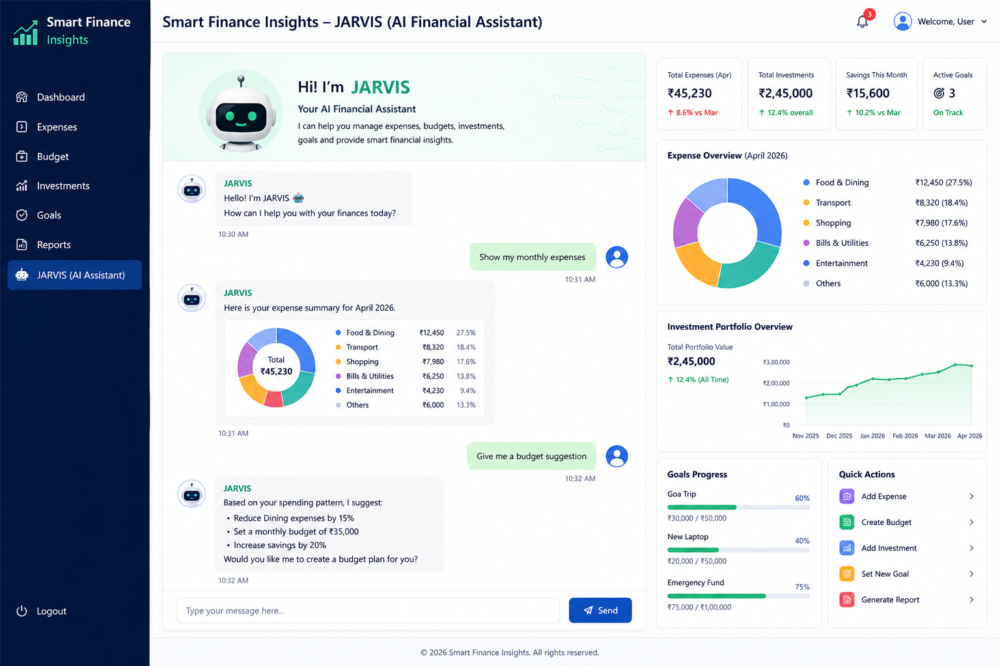 Smart Finance
Insights
Dashboard
Expenses
Budget
Investments
Goals
Reports
JARVIS (AI Assistant)
Logout
Smart Finance Insights – JARVIS (AI Financial Assistant)
3
Welcome, User
Hi! I'm JARVIS
Your AI Financial Assistant
I can help you manage expenses, budgets, investments,
goals and provide smart financial insights.
JARVIS
Hello! I'm JARVIS 🤖
How can I help you with your finances today?
10:30 AM
Show my monthly expenses
10:31 AM
JARVIS
Here is your expense summary for April 2026.
Total
₹45,230
Food & Dining ₹12,450 27.5%
Transport ₹8,320 18.4%
Shopping ₹7,980 17.6%
Bills & Utilities ₹6,250 13.8%
Entertainment ₹4,230 9.4%
Others ₹6,000 13.3%
10:31 AM
Give me a budget suggestion
10:32 AM
JARVIS
Based on your spending pattern, I suggest:
• Reduce Dining expenses by 15%
• Set a monthly budget of ₹35,000
• Increase savings by 20%
Would you like me to create a budget plan for you?
10:32 AM
Type your message here...
Send
Total Expenses (Apr)
₹45,230
↑ 8.6% vs Mar
Total Investments
₹2,45,000
↑ 12.4% overall
Savings This Month
₹15,600
↑ 10.2% vs Mar
Active Goals
3
On Track
Expense Overview (April 2026)
Food & Dining ₹12,450 (27.5%)
Transport ₹8,320 (18.4%)
Shopping ₹7,980 (17.6%)
Bills & Utilities ₹6,250 (13.8%)
Entertainment ₹4,230 (9.4%)
Others ₹6,000 (13.3%)
Investment Portfolio Overview
Total Portfolio Value
₹2,45,000
↑ 12.4% (All Time)
₹3,00,000
₹2,00,000
₹1,00,000
₹0
Nov 2025 Dec 2025 Jan 2026 Feb 2026 Mar 2026 Apr 2026
Goals Progress
Goa Trip
60%
₹30,000 / ₹50,000
New Laptop
40%
₹20,000 / ₹50,000
Emergency Fund
75%
₹75,000 / ₹1,00,000
Quick Actions
Add Expense
Create Budget
Add Investment
Set New Goal
Generate Report
© 2026 Smart Finance Insights. All rights reserved.